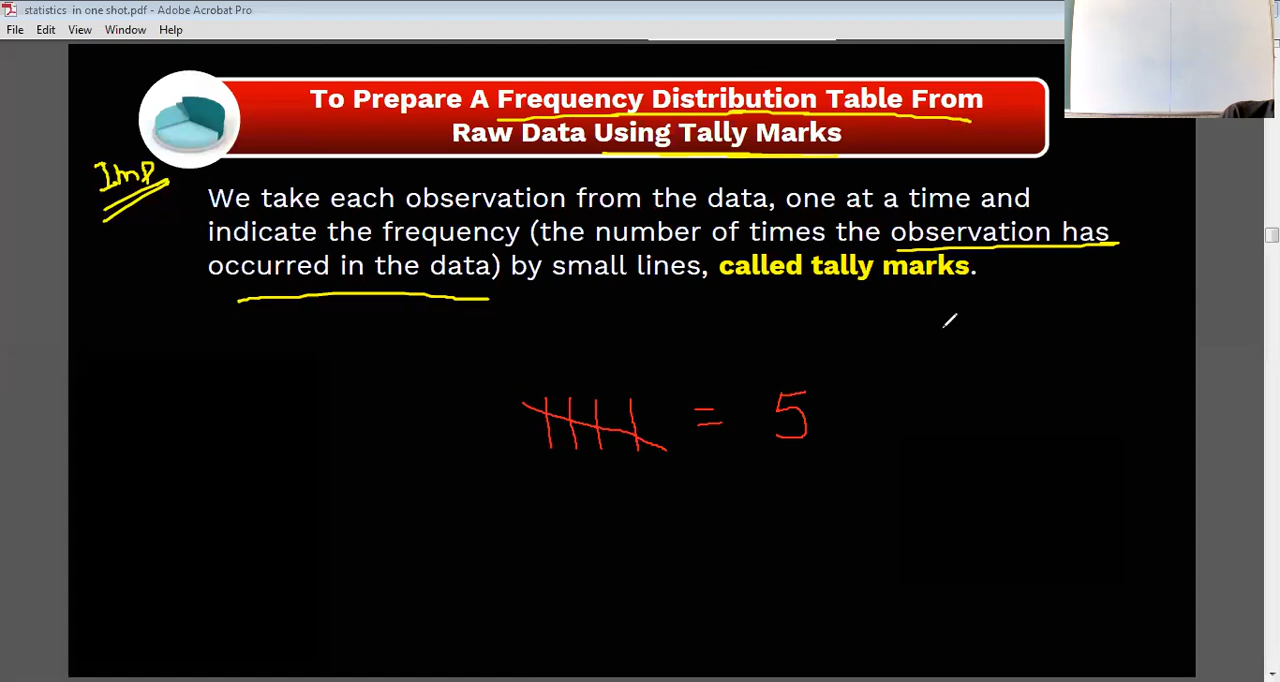 statistics in one shot.pdf - Adobe Acrobat Pro
File Edit View Window Help
To Prepare A Frequency Distribution Table From
Raw Data Using Tally Marks
Imp
We take each observation from the data, one at a time and
indicate the frequency (the number of times the observation has
occurred in the data) by small lines, called tally marks.
= 5